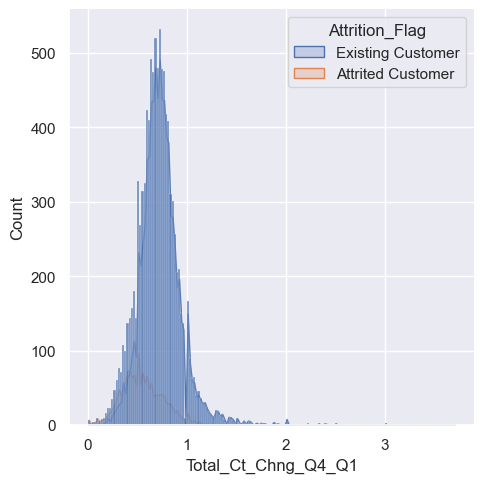 Attrition_Flag
Existing Customer
Attrited Customer
500
400
300
200
100
0
Count
0
1
2
3
Total_Ct_Chng_Q4_Q1